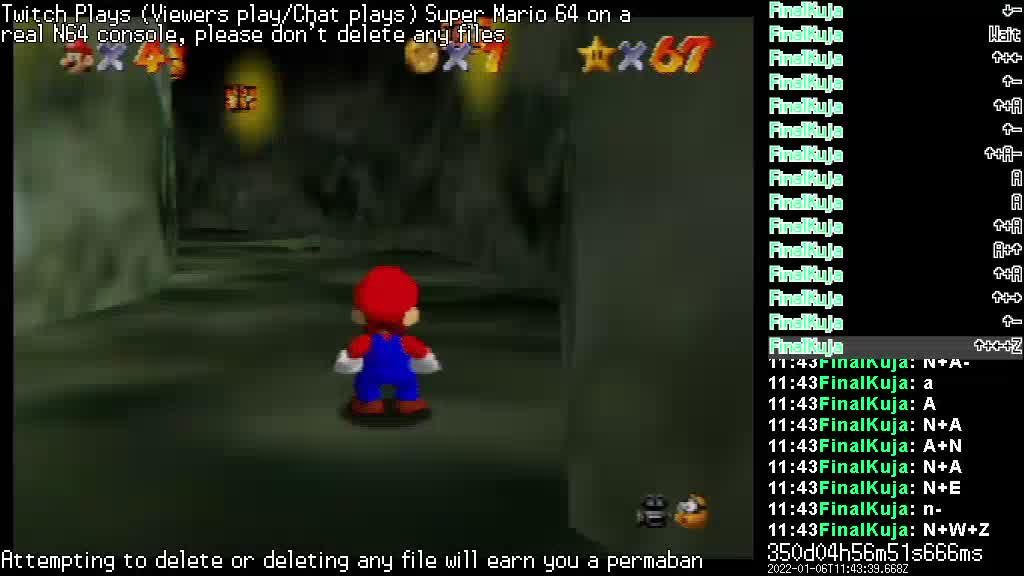 Twitch Plays (Viewers play/Chat plays) Super Mario 64 on a
real N64 console, please don't delete any files
67
FinalKuja ↓-
FinalKuja Wait
FinalKuja ↑+←
FinalKuja ↑-
FinalKuja ↑+A
FinalKuja ↑-
FinalKuja ↑+A-
FinalKuja A
FinalKuja A
FinalKuja ↑+A
FinalKuja A+↑
FinalKuja ↑+A
FinalKuja ↑+→
FinalKuja ↑-
FinalKuja ↑+←+Z
11:43FinalKuja: N+A-
11:43FinalKuja: a
11:43FinalKuja: A
11:43FinalKuja: N+A
11:43FinalKuja: A+N
11:43FinalKuja: N+A
11:43FinalKuja: N+E
11:43FinalKuja: n-
11:43FinalKuja: N+W+Z
Attempting to delete or deleting any file will earn you a permaban
350d04h56m51s666ms
2022-01-06T11:43:39.668Z